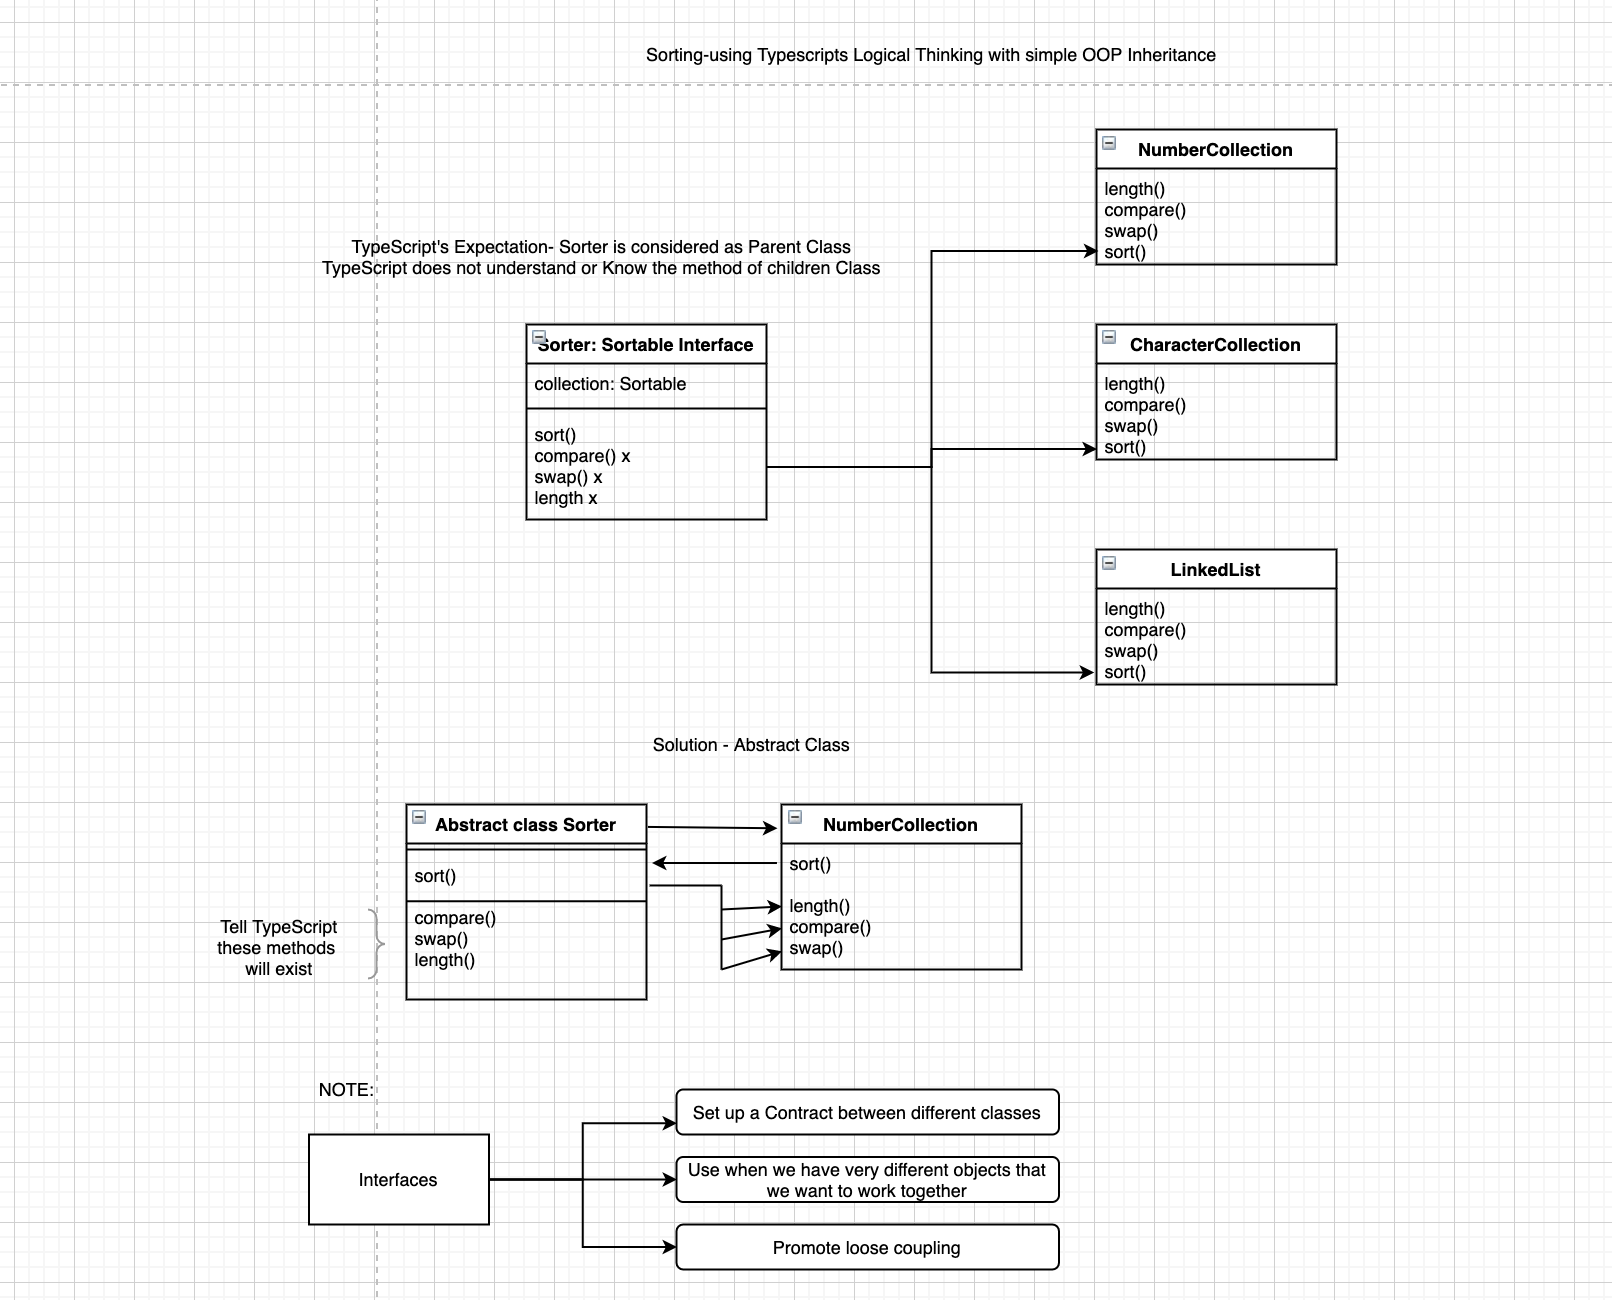 Sorting-using Typescripts Logical Thinking with simple OOP Inheritance
NumberCollection
length()
compare()
swap()
sort()
TypeScript's Expectation- Sorter is considered as Parent Class
TypeScript does not understand or Know the method of children Class
Sorter: Sortable Interface
collection: Sortable
sort()
compare() x
swap() x
length x
CharacterCollection
length()
compare()
swap()
sort()
LinkedList
length()
compare()
swap()
sort()
Solution - Abstract Class
Abstract class Sorter
sort()
compare()
swap()
length()
Tell TypeScript
these methods
will exist
NumberCollection
sort()
length()
compare()
swap()
NOTE:
Interfaces
Set up a Contract between different classes
Use when we have very different objects that
we want to work together
Promote loose coupling